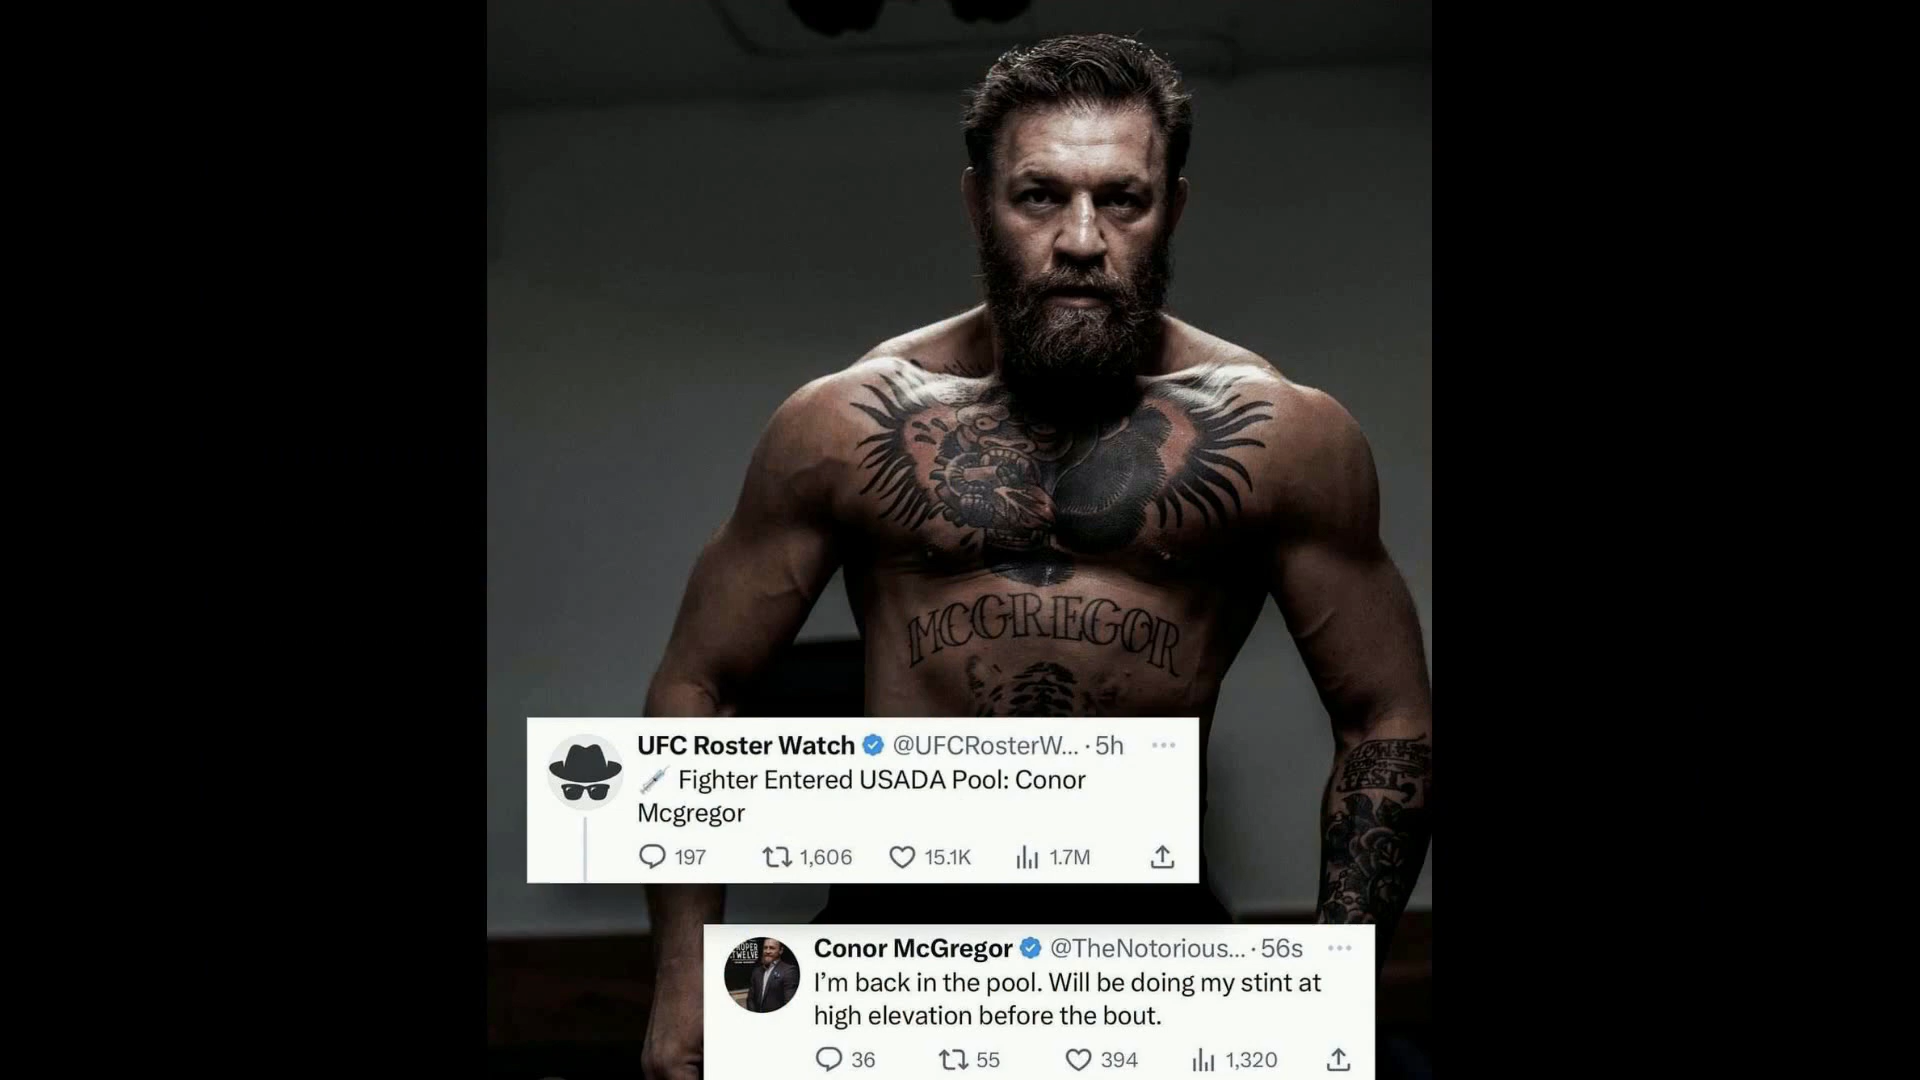 MCGREGOR
UFC Roster Watch @UFCRosterW... · 5h
Fighter Entered USADA Pool: Conor
Mcgregor
197 1,606 15.1K 1.7M
FAST
Conor McGregor @TheNotorious... · 56s
I'm back in the pool. Will be doing my stint at
high elevation before the bout.
36 55 394 1,320